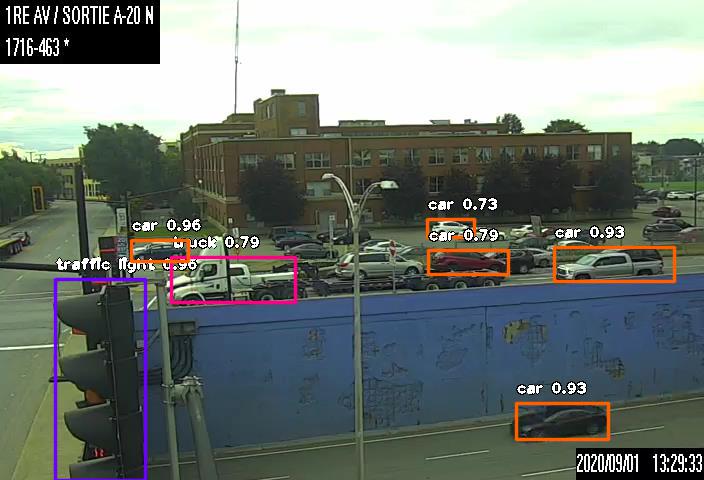 1RE AV / SORTIE A-20 N
1716-463 *
car 0.73
car 0.96
car 0.79
car 0.93
truck 0.79
traffic light 0.96
car 0.93
2020/09/01 13:29:33